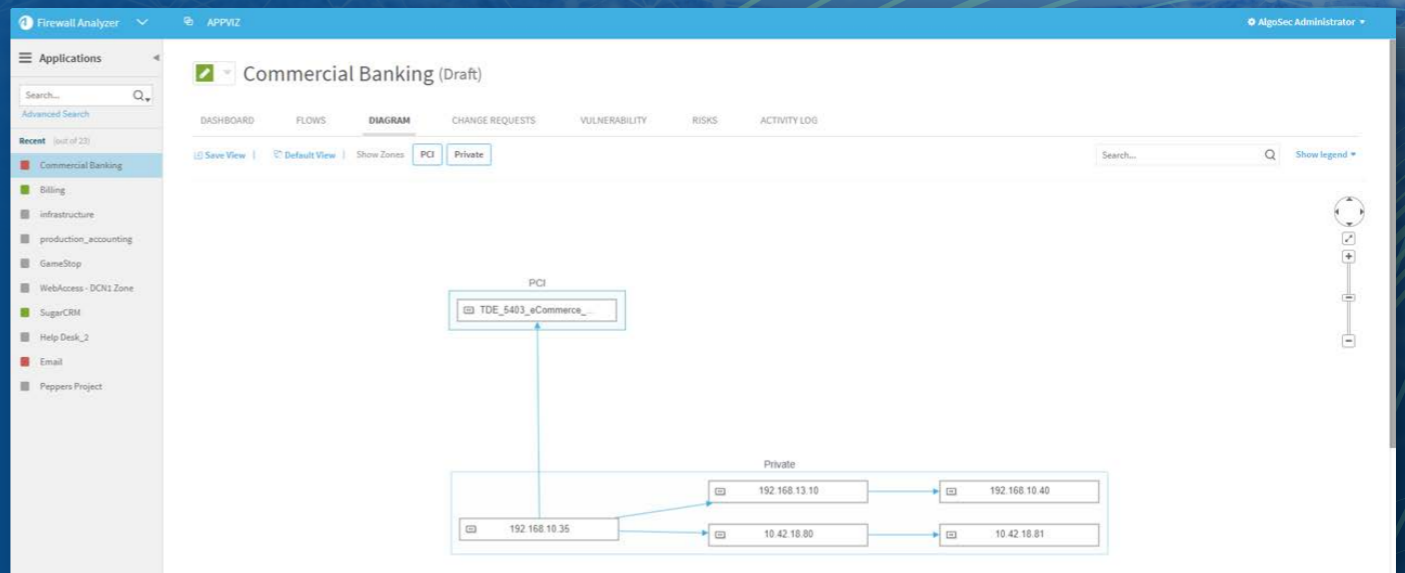 Firewall Analyzer
APPVIZ
AlgoSec Administrator
Applications
Search...
Advanced Search
Recent (out of 23)
Commercial Banking
Billing
infrastructure
production_accounting
GameStop
WebAccess - DCN1 Zone
SugarCRM
Help Desk_2
Email
Peppers Project
Commercial Banking (Draft)
DASHBOARD FLOWS DIAGRAM CHANGE REQUESTS VULNERABILITY RISKS ACTIVITY LOG
Save View | Default View | Show Zones PCI Private
Search... Show legend
PCI
TDE_5403_eCommerce_...
Private
192.168.13.10 192.168.10.40
192.168.10.35
10.42.18.80 10.42.18.81